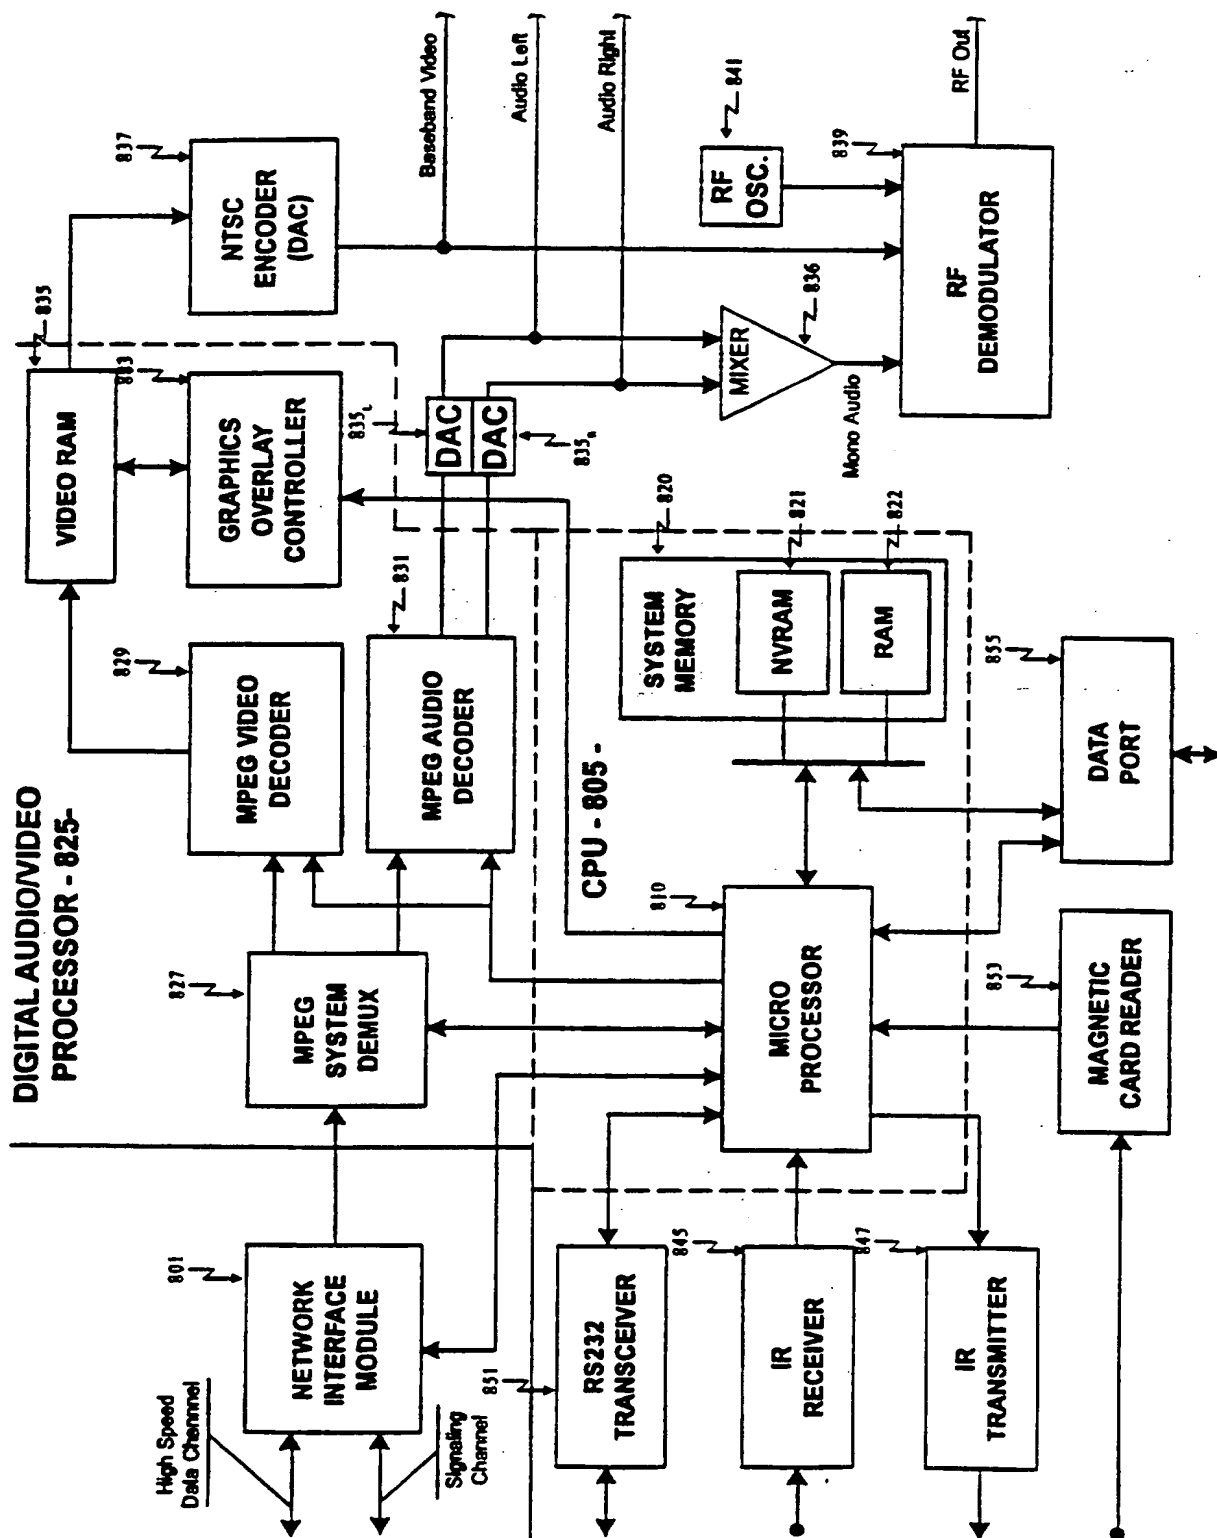 DIGITAL AUDIO/VIDEO
PROCESSOR - 825-
High Speed
Data Channnel
Signaling
Channel
801
NETWORK
INTERFACE
MODULE
827
MPEG
SYSTEM
DEMUX
829
MPEG VIDEO
DECODER
831
MPEG AUDIO
DECODER
835
VIDEO RAM
833
GRAPHICS
OVERLAY
CONTROLLER
837
NTSC
ENCODER
(DAC)
835L
DAC
DAC
835R
Baseband Video
Audio Left
Audio Right
841
RF
OSC.
MIXER
836
Mono Audio
839
RF
DEMODULATOR
RF Out
CPU - 805 -
810
MICRO
PROCESSOR
820
SYSTEM
MEMORY
821
NVRAM
822
RAM
851
RS232
TRANSCEIVER
845
IR
RECEIVER
847
IR
TRANSMITTER
853
MAGNETIC
CARD READER
855
DATA
PORT